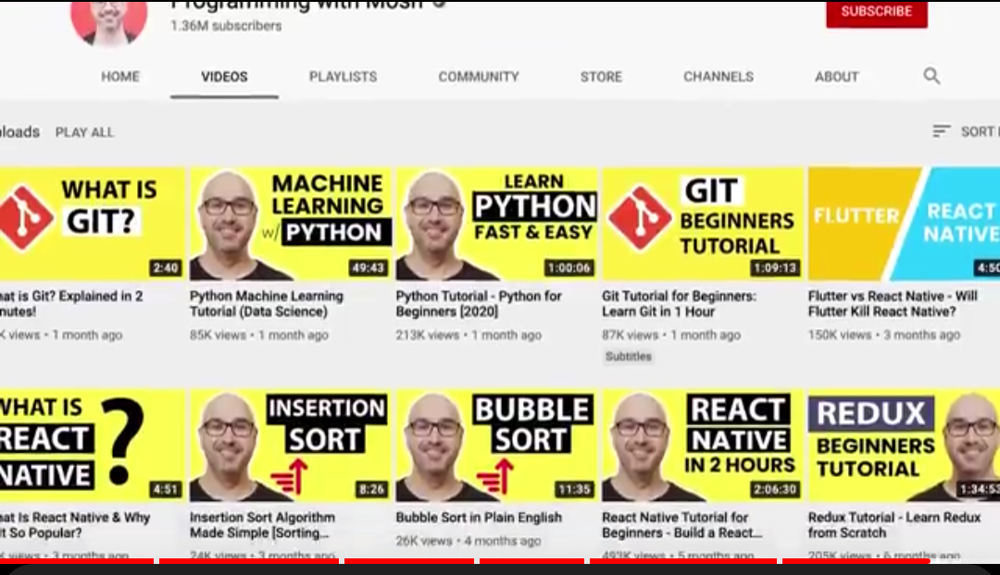 Programming with Mosh
1.36M subscribers
SUBSCRIBE
HOME VIDEOS PLAYLISTS COMMUNITY STORE CHANNELS ABOUT
loads PLAY ALL SORT
WHAT IS
GIT?
2:40
MACHINE
LEARNING
w/ PYTHON
49:43
LEARN
PYTHON
FAST & EASY
1:00:06
GIT
BEGINNERS
TUTORIAL
1:09:13
FLUTTER
REACT
NATIVE
4:50
at is Git? Explained in 2
nutes!
K views • 1 month ago
Python Machine Learning
Tutorial (Data Science)
85K views • 1 month ago
Python Tutorial - Python for
Beginners [2020]
213K views • 1 month ago
Git Tutorial for Beginners:
Learn Git in 1 Hour
87K views • 1 month ago
Subtitles
Flutter vs React Native - Will
Flutter Kill React Native?
150K views • 3 months ago
WHAT IS
REACT
NATIVE
?
4:51
INSERTION
SORT
8:26
BUBBLE
SORT
11:35
REACT
NATIVE
IN 2 HOURS
2:06:30
REDUX
BEGINNERS
TUTORIAL
1:34:53
at Is React Native & Why
It So Popular?
K views • 3 months ago
Insertion Sort Algorithm
Made Simple [Sorting...
24K views • 3 months ago
Bubble Sort in Plain English
26K views • 4 months ago
React Native Tutorial for
Beginners - Build a React...
493K views • 5 months ago
Redux Tutorial - Learn Redux
from Scratch
205K views • 6 months ago